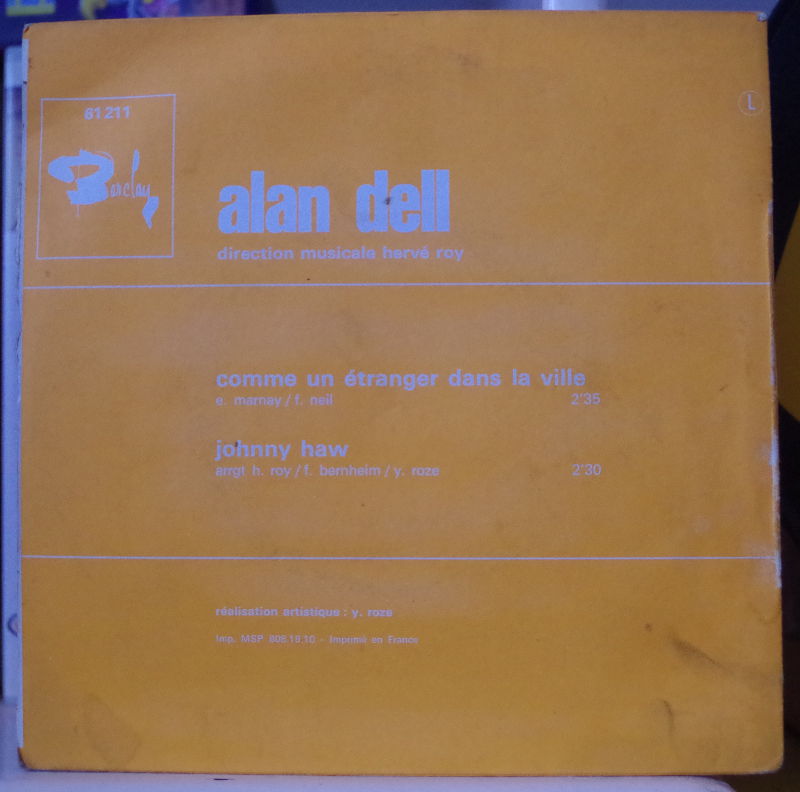 61 211
Barclay
L
alan dell
direction musicale hervé roy
comme un étranger dans la ville
e. marnay / f. neil 2'35
johnny haw
arrgt h. roy / f. bernheim / y. roze 2'30
réalisation artistique : y. roze
Imp. MSP 808.19.10 - Imprimé en France